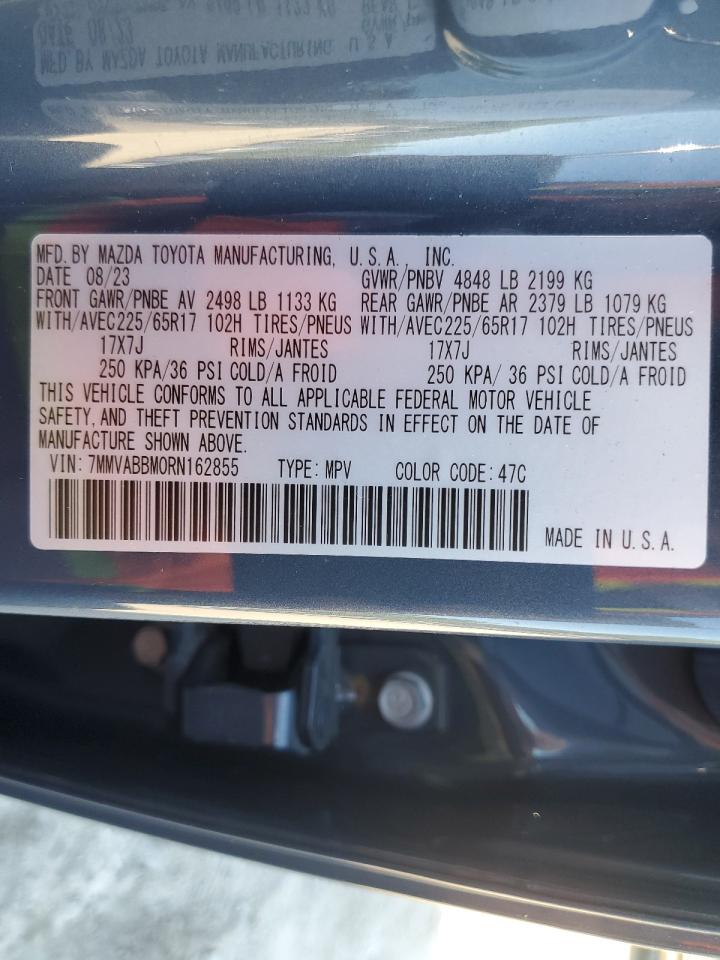 MFD. BY MAZDA TOYOTA MANUFACTURING, U.S.A., INC.
DATE 08/23 GVWR/PNBV 4848 LB 2199 KG
FRONT GAWR/PNBE AV 2498 LB 1133 KG REAR GAWR/PNBE AR 2379 LB 1079 KG
WITH/AVEC225/65R17 102H TIRES/PNEUS WITH/AVEC225/65R17 102H TIRES/PNEUS
17X7J RIMS/JANTES 17X7J RIMS/JANTES
250 KPA/36 PSI COLD/A FROID 250 KPA/ 36 PSI COLD/A FROID
THIS VEHICLE CONFORMS TO ALL APPLICABLE FEDERAL MOTOR VEHICLE
SAFETY, AND THEFT PREVENTION STANDARDS IN EFFECT ON THE DATE OF
MANUFACTURE SHOWN ABOVE.
VIN: 7MMVABBM0RN162855 TYPE: MPV COLOR CODE: 47C
MADE IN U.S.A.